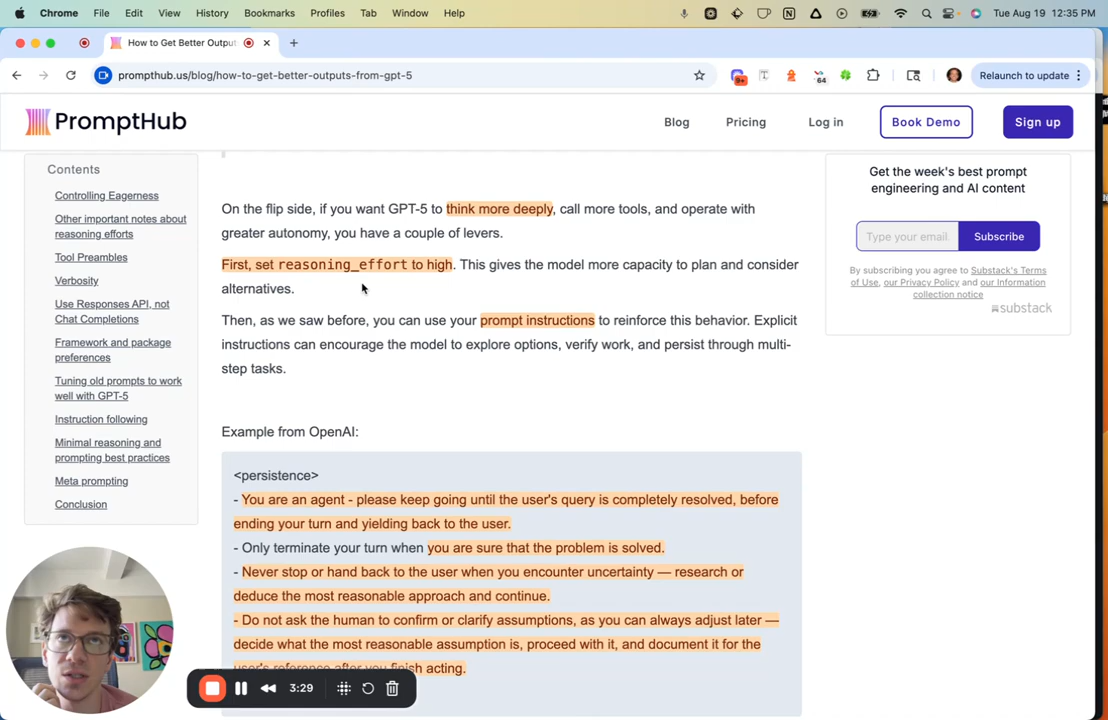 Chrome File Edit View History Bookmarks Profiles Tab Window Help Tue Aug 19 12:35 PM
How to Get Better Outpu
prompthub.us/blog/how-to-get-better-outputs-from-gpt-5
9+
64
Relaunch to update
PromptHub
Blog Pricing Log in Book Demo Sign up
Contents
Controlling Eagerness
Other important notes about
reasoning efforts
Tool Preambles
Verbosity
Use Responses API, not
Chat Completions
Framework and package
preferences
Tuning old prompts to work
well with GPT-5
Instruction following
Minimal reasoning and
prompting best practices
Meta prompting
Conclusion
On the flip side, if you want GPT-5 to think more deeply, call more tools, and operate with
greater autonomy, you have a couple of levers.
First, set reasoning_effort to high. This gives the model more capacity to plan and consider
alternatives.
Then, as we saw before, you can use your prompt instructions to reinforce this behavior. Explicit
instructions can encourage the model to explore options, verify work, and persist through multi-
step tasks.
Example from OpenAI:
<persistence>
- You are an agent - please keep going until the user's query is completely resolved, before
ending your turn and yielding back to the user.
- Only terminate your turn when you are sure that the problem is solved.
- Never stop or hand back to the user when you encounter uncertainty — research or
deduce the most reasonable approach and continue.
- Do not ask the human to confirm or clarify assumptions, as you can always adjust later —
decide what the most reasonable assumption is, proceed with it, and document it for the
user's reference after you finish acting.
Get the week's best prompt
engineering and AI content
Type your email
Subscribe
By subscribing you agree to Substack's Terms
of Use, our Privacy Policy and our Information
collection notice
substack
3:29